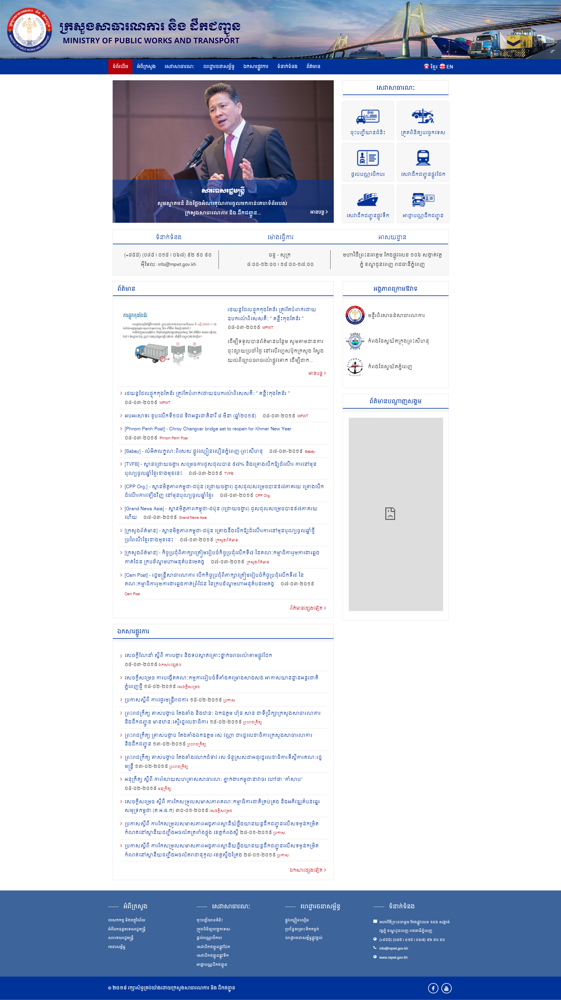 ក្រសួងសាធារណការ និង ដឹកជញ្ជូន
MINISTRY OF PUBLIC WORKS AND TRANSPORT
ទំព័រដើម អំពីក្រសួង សេវាសាធារណៈ ហេដ្ឋារចនាសម្ព័ន្ធ ឯកសារផ្លូវការ ទំនាក់ទំនង ព័ត៌មាន ខ្មែរ EN
សារទេសរដ្ឋមន្ត្រី
សូមស្វាគមន៍ និងថ្លែងអំណរគុណការចូលមកកាន់គេហទំព័ររបស់
ក្រសួងសាធារណការ និង ដឹកជញ្ជូន...
អានបន្ត
សេវាសាធារណៈ
ចុះបញ្ជីយានជំនិះ
ត្រួតពិនិត្យបច្ចេកទេស
ផ្តល់បណ្ណបើកបរ
សេវាដឹកជញ្ជូនផ្លូវដែក
សេវាដឹកជញ្ជូនផ្លូវទឹក
អាជ្ញាបណ្ណដឹកជញ្ជូន
ទំនាក់ទំនង
(+៨៥៥) (០៨៥ | ០១៥ | ០៦៧) ៩២ ៩០ ៩០
អ៊ីមែល: info@mpwt.gov.kh
ម៉ោងធ្វើការ
ចន្ទ - សុក្រ
៨:០០-១២:០០ | ១៤:០០-១៧:០០
អាសយដ្ឋាន
មហាវិថីព្រះនរោត្តម កែងផ្លូវលេខ ១០៦ សង្កាត់វត្ត
ភ្នំ ខណ្ឌដូនពេញ រាជធានីភ្នំពេញ
ព័ត៌មាន
ការផ្ទុកកុងតែន័រ
រថយន្តដែលផ្ទុកកុងតែន័រ ត្រូវតែបំពាក់ដោយ
ឧបករណ៍ពិសេសគឺៈ " គន្លឹះកុងតែន័រ "
០៨-០៣-២០១៩ MPWT
ដើម្បីទទួលបានព័ត៌មានបន្ថែម សូមតាមដានការ
ចុះផ្សាយប្រចាំថ្ងៃ នៅលើហ្វេសប៊ុកក្រសួង ស្វែង
យល់ពីច្បាប់ចរាចរណ៍ផ្លូវគោក ដើម្បីជាក...
អានបន្ត
រថយន្តដែលផ្ទុកកុងតែន័រ ត្រូវតែបំពាក់ដោយឧបករណ៍ពិសេសគឺៈ " គន្លឹះកុងតែន័រ "
០៨-០៣-២០១៩ MPWT
អបអរសាទរ ខួបលើកទី១០៨ ទិវាអន្តរជាតិនារី ៨ មីនា (ឆ្នាំ២០១៩) ០៨-០៣-២០១៩ MPWT
[Phnom Penh Post] - Chroy Changvar bridge set to reopen for Khmer New Year
០៨-០៣-២០១៩ Phnom Penh Post
[Sabay] - លំអិតលក្ខណៈពិសេស ផ្លូវល្បឿនលឿនភ្នំពេញ-ព្រះសីហនុ ០៧-០៣-២០១៩ Sabay
[TVFB] - ស្ពានជ្រោយចង្វារ សម្រេចការជួសជុលបាន ៩៧% និងគ្រោងបើកឱ្យដំណើរ ការនៅមុន
បុណ្យចូលឆ្នាំខ្មែរខាងមុខនេះ ០៧-០៣-២០១៩ TVFB
[CPP Org.] - ស្ពានមិត្តភាពកម្ពុជា-ជប៉ុន (ជ្រោយចង្វារ) ជួសជុលសម្រេចបាន៩៧ភាគរយ គ្រោងបើក
ដំណើរការឡើងវិញ នៅមុនបុណ្យចូលឆ្នាំខ្មែរ ០៧-០៣-២០១៩ CPP Org.
[Grand News Asia] - ស្ពានមិត្តភាពកម្ពុជា-ជប៉ុន (ជ្រោយចង្វារ) ជួសជុលសម្រេចបាន៩៧ភាគរយ
ហើយ ០៧-០៣-២០១៩ Grand News Asia
[ក្រសួងព័ត៌មាន] - ស្ពានមិត្តភាពកម្ពុជា-ជប៉ុន គ្រោងនឹងបើកឱ្យដំណើរការនៅមុនបុណ្យចូលឆ្នាំថ្មី
ប្រពៃណីខ្មែរខាងមុខនេះ ០៧-០៣-២០១៩ ក្រសួងព័ត៌មាន
[ក្រសួងព័ត៌មាន] - កិច្ចប្រជុំពិភាក្សាត្រៀមរៀបចំកិច្ចប្រជុំលើកទី៧ នៃគណៈកម្មាធិការរួមការងារឆ្លង
កាត់ដែន ក្របខ័ណ្ឌមហាអនុតំបន់មេគង្គ ០៧-០៣-២០១៩ ក្រសួងព័ត៌មាន
[Cam Post] - រដ្ឋមន្ត្រីសាធារណការ បើកកិច្ចប្រជុំពិភាក្សាត្រៀមរៀបចំកិច្ចប្រជុំលើកទី៧ នៃ
គណៈកម្មាធិការរួមការងារឆ្លងកាត់ព្រំដែន នៃក្របខ័ណ្ឌមហាអនុតំបន់មេគង្គ ០៧-០៣-២០១៩
Cam Post
ព័ត៌មានផ្សេងទៀត
អង្គភាពក្រោមឱវាទ
មន្ទីរពិសោធន៍សាធារណការ
កំពង់ផែស្វយ័តក្រុងព្រះសីហនុ
កំពង់ផែស្វយ័តភ្នំពេញ
ព័ត៌មានបណ្តាញសង្គម
ឯកសារផ្លូវការ
សេចក្តីណែនាំ ស្តីពី ការបង្ការ និងទប់ស្កាត់គ្រោះថ្នាក់ចរាចរណ៍តាមផ្លូវដែក
០៨-០៣-២០១៩ ឯកសារផ្សេងៗ
សេចក្តីសម្រេច ការបង្កើតគណៈកម្មការរៀបចំទីតាំងគម្រោងសាងសង់ អាកាសយានដ្ឋានអន្តរជាតិ
ភ្នំពេញថ្មី ១៨-០២-២០១៩ សេចក្តីសម្រេច
ប្រកាសស្តីពី ការផ្ទេរមន្ត្រីរាជការ ១៥-០២-២០១៩ ប្រកាស
ព្រះរាជក្រឹត្យ តាស់បង្គាប់ តែងតាំង និងឋានៈ ឯកឧត្តម ហ៊ុន សាន ជាទីប្រឹក្សាក្រសួងសាធារណការ
និងដឹកជញ្ជូន មានឋានៈស្មើរដ្ឋលេខាធិការ ១៤-០២-២០១៩ ព្រះរាជក្រឹត្យ
ព្រះរាជក្រឹត្យ ត្រាស់បង្គាប់ តែងតាំងឯកឧត្តម រស់ វណ្ណា ជារដ្ឋលេខាធិការក្រសួងសាធារណការ
និងដឹកជញ្ជូន ១៣-០២-២០១៩ ព្រះរាជក្រឹត្យ
ព្រះរាជក្រឹត្យ តាស់បង្គាប់ តែងតាំងលោកជំទាវ រស់ ច័ន្ទស្រស់ជាអនុរដ្ឋលេខាធិការទីស្តីការគណៈរដ្ឋ
មន្ត្រី ១៣-០២-២០១៩ ព្រះរាជក្រឹត្យ
អនុក្រឹត្យ ស្តីពី ការរំសាយសហគ្រាសសាធារណៈ ភ្នាក់ងារកម្ពុជានាវាចរ ហៅថា "កាំសាប"
០៥-០២-២០១៩ អនុក្រឹត្យ
សេចក្តីសម្រេច ស្តីពី ការកែសម្រួលសមាសភាពគណៈកម្មាធិការជាតិគ្រប់គ្រង និងអភិវឌ្ឍតំបន់ឆ្នេរ
សមុទ្រកម្ពុជា (គ.អ.ឆ.ក) ៣០-០១-២០១៩ សេចក្តីសម្រេច
ប្រកាសស្តីពី ការកែសម្រួលសមាសភាពអង្គភាពស្ថានីយ៍ថ្លឹងយានយន្តដឹកជញ្ជូនលើសទម្ងន់កម្រិត
កំណត់នៅស្ថានីយជញ្ជីងអចល័តត្រពាំងថ្លុង ខេត្តកំពង់ស្ពឺ ២៨-០១-២០១៩ ប្រកាស
ប្រកាសស្តីពី ការកែសម្រួលសមាសភាពអង្គភាពស្ថានីយថ្លឹងយានយន្តដឹកជញ្ជូនលើសទម្ងន់កម្រិត
កំណត់នៅស្ថានីយជញ្ជីងអចល័តរាជានុកូល-ខេត្តស្ទឹងត្រែង ២៨-០១-២០១៩ ប្រកាស
ឯកសារផ្សេងទៀត
អំពីក្រសួង
បេសកកម្ម និងចក្ខុវិស័យ
អំពីឯកឧត្តមទេសរដ្ឋមន្ត្រី
សារទេសរដ្ឋមន្ត្រី
រចនាសម្ព័ន្ធ
សេវាសាធារណៈ
ចុះបញ្ជីយានជំនិះ
ត្រួតពិនិត្យបច្ចេកទេស
ផ្តល់បណ្ណបើកបរ
សេវាដឹកជញ្ជូនផ្លូវដែក
សេវាដឹកជញ្ជូនផ្លូវទឹក
អាជ្ញាបណ្ណដឹកជញ្ជូន
ហេដ្ឋារចនាសម្ព័ន្ធ
ផ្លូវល្បឿនលឿន
ប្រព័ន្ធចម្រោះទឹកកខ្វក់
ហេដ្ឋារចនាសម្ព័ន្ធផ្លូវថ្នល់
ទំនាក់ទំនង
មហាវិថីព្រះនរោត្តម កែងផ្លូវលេខ ១០៦ សង្កាត់
វត្តភ្នំ ខណ្ឌដូនពេញ រាជធានីភ្នំពេញ
(+៨៥៥) (០៨៥ | ០១៥ | ០៦៧) ៩២ ៩០ ៩០
info@mpwt.gov.kh
www.mpwt.gov.kh
© ២០១៩ រក្សាសិទ្ធគ្រប់យ៉ាងដោយក្រសួងសាធារណការ និង ដឹកជញ្ជូន